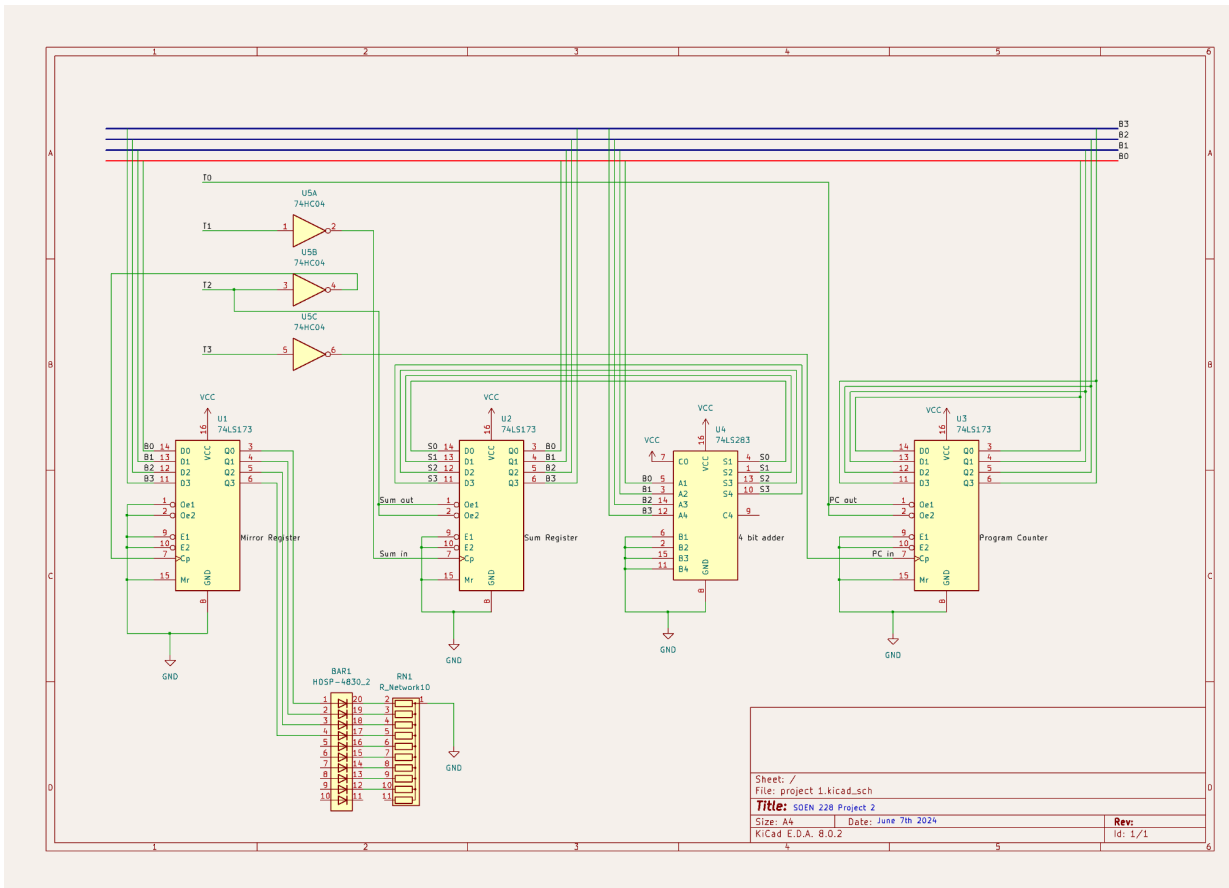 1 2 3 4 5 6
A A
B B
C C
D D
B3
B2
B1
B0
T0
U5A
74HC04
T1 1 2
U5B
74HC04
T2 3 4
U5C
74HC04
T3 5 6
VCC
U1
74LS173
16 VCC
B0 14 D0 Q0 3
B1 13 D1 Q1 4
B2 12 D2 Q2 5
B3 11 D3 Q3 6
1 Oe1
2 Oe2
9 E1
10 E2
7 Cp
15 Mr
GND 8
Mirror Register
GND
VCC
U2
74LS173
16 VCC
S0 14 D0 Q0 3 B0
S1 13 D1 Q1 4 B1
S2 12 D2 Q2 5 B2
S3 11 D3 Q3 6 B3
Sum out 1 Oe1
2 Oe2
9 E1
10 E2
Sum in 7 Cp
15 Mr
GND 8
Sum Register
GND
VCC
U4
74LS283
16 VCC
VCC
7 C0 S1 4 S0
S2 1 S1
B0 5 A1 S3 13 S2
B1 3 A2 S4 10 S3
B2 14 A3
B3 12 A4 C4 9
6 B1
2 B2
15 B3
11 B4
GND 8
4 bit adder
GND
VCC
U3
74LS173
16 VCC
14 D0 Q0 3
13 D1 Q1 4
12 D2 Q2 5
11 D3 Q3 6
PC out 1 Oe1
2 Oe2
9 E1
10 E2
PC in 7 Cp
15 Mr
GND 8
Program Counter
GND
BAR1
HDSP-4830_2
RN1
R_Network10
1 20 2 1
2 19 3
3 18 4
4 17 5
5 16 6
6 15 7
7 14 8
8 13 9
9 12 10
10 11 11
GND
Sheet: /
File: project 1.kicad_sch
Title: SOEN 228 Project 2
Size: A4 Date: June 7th 2024 Rev:
KiCad E.D.A. 8.0.2 Id: 1/1
1 2 3 4 5 6